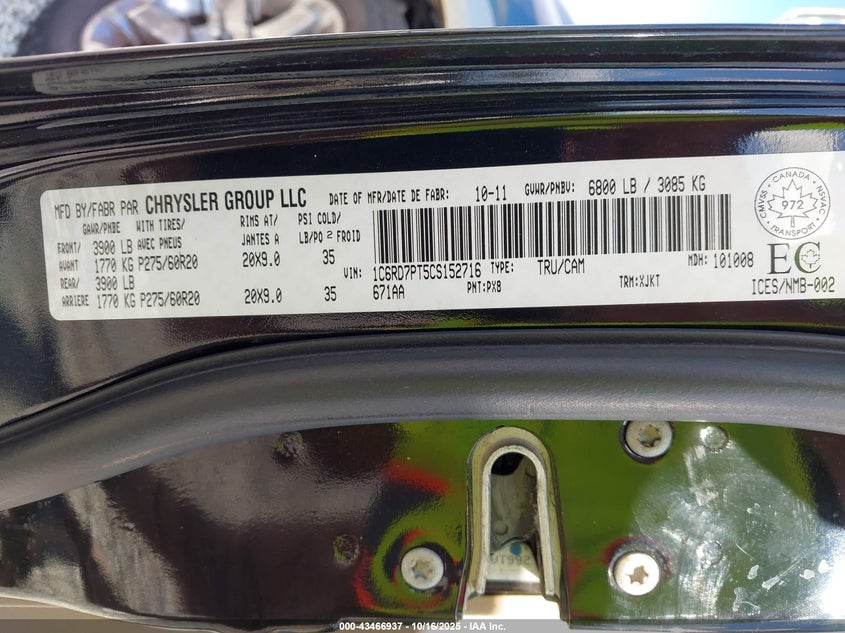 MFD BY/FABR PAR CHRYSLER GROUP LLC DATE OF MFR/DATE DE FABR: 10-11 GVWR/PNBV: 6800 LB / 3085 KG
GAWR/PNBE WITH TIRES/ RIMS AT/ PSI COLD/
AVEC PNEUS JANTES A LB/PO 2 FROID
FRONT/ 3900 LB
AVANT 1770 KG P275/60R20 20X9.0 35
REAR/ 3900 LB
ARRIERE 1770 KG P275/60R20 20X9.0 35
VIN: 1C6RD7PT5CS152716 TYPE: TRU/CAM MDH: 101008
671AA PNT:PXB TRM:XJKT
CMVSS CANADA NSVAC
972
TRANSPORT
EC
ICES/NMB-002
000-43466937 - 10/16/2025 - IAA Inc.